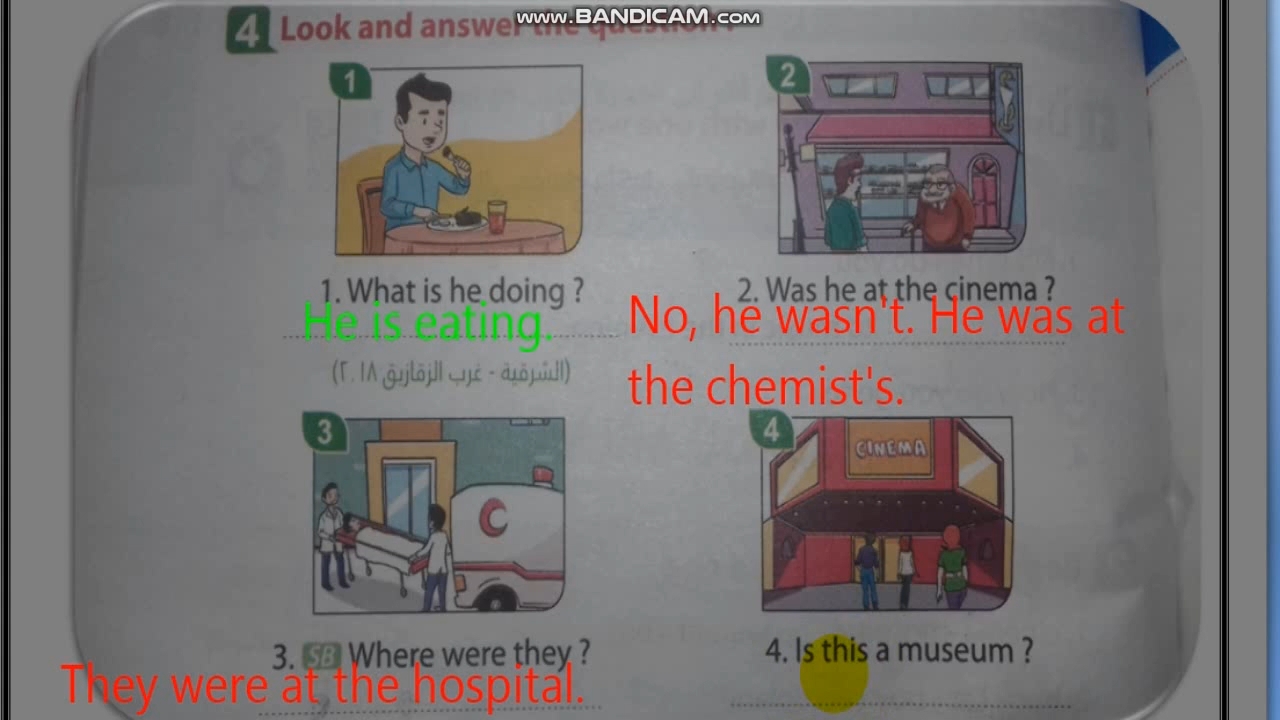 www.BANDICAM.com
4 Look and answer the question :
1
2
1. What is he doing ?
2. Was he at the cinema ?
He is eating.
No, he wasn't. He was at
the chemist's.
(الشرقية - غرب الزقازيق ٢٠١٨)
3
4
CINEMA
3. SB Where were they ?
4. Is this a museum ?
They were at the hospital.